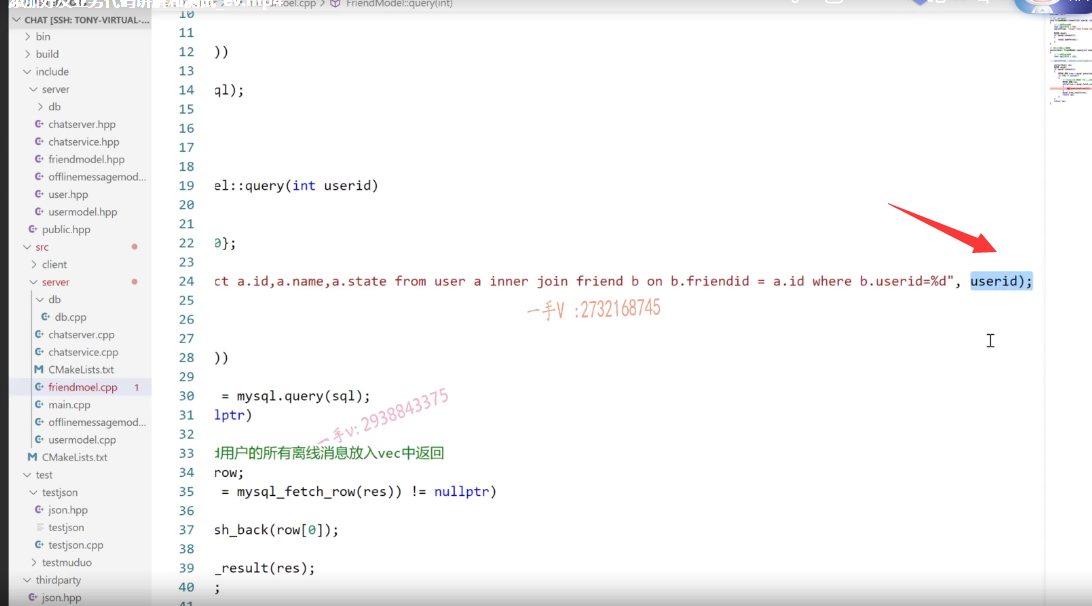 FriendModel::query(int)
CHAT [SSH: TONY-VIRTUAL-...
bin
build
include
server
db
chatserver.hpp
chatservice.hpp
friendmodel.hpp
offlinemessagemod...
user.hpp
usermodel.hpp
public.hpp
src
client
server
db
db.cpp
chatserver.cpp
chatservice.cpp
CMakeLists.txt
friendmoel.cpp 1
main.cpp
offlinemessagemod...
usermodel.cpp
CMakeLists.txt
test
testjson
json.hpp
testjson
testjson.cpp
testmuduo
thirdparty
json.hpp
10
11
12 ))
13
14 ql);
15
16
17
18
19 el::query(int userid)
20
21
22 0};
23
24 ct a.id,a.name,a.state from user a inner join friend b on b.friendid = a.id where b.userid=%d", userid);
25
一手V :2732168745
26
27
28 ))
29
30 = mysql.query(sql);
31 lptr)
一手v: 2938843375
32
33 d用户的所有离线消息放入vec中返回
34 row;
35 = mysql_fetch_row(res)) != nullptr)
36
37 sh_back(row[0]);
38
39 _result(res);
40 ;
41